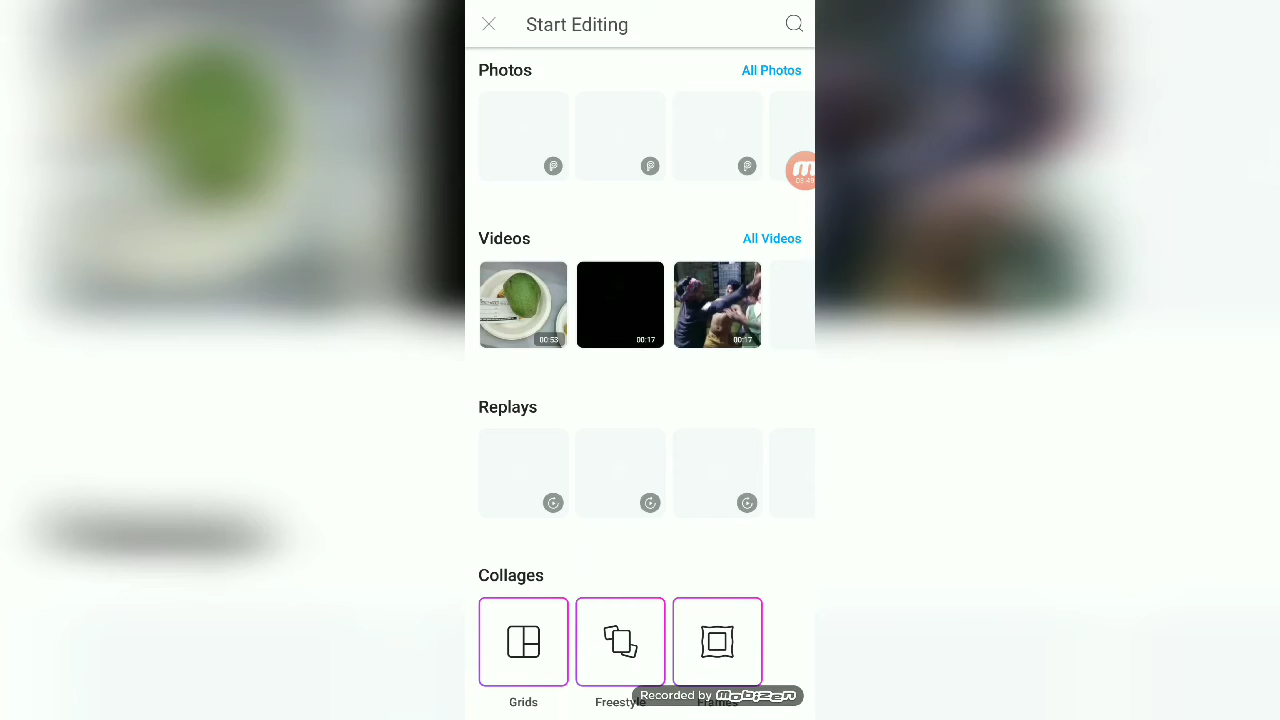 Start Editing
Photos
All Photos
Videos
All Videos
00:53
00:17
00:17
Replays
Collages
Grids
Freestyle
Frames
Recorded by mobizen